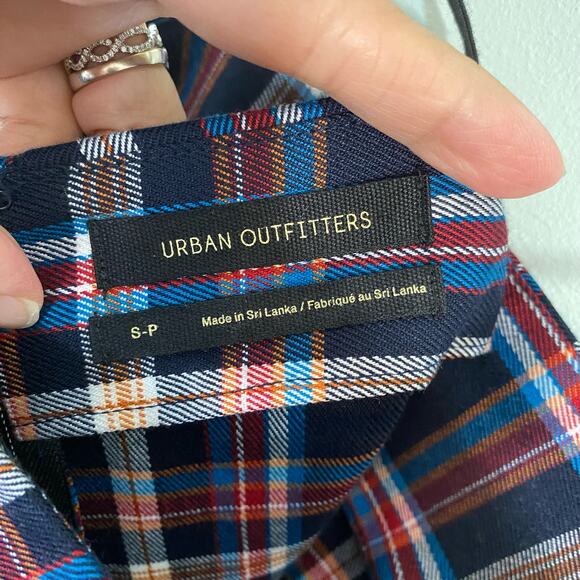 URBAN OUTFITTERS
S-P Made in Sri Lanka / Fabriqué au Sri Lanka